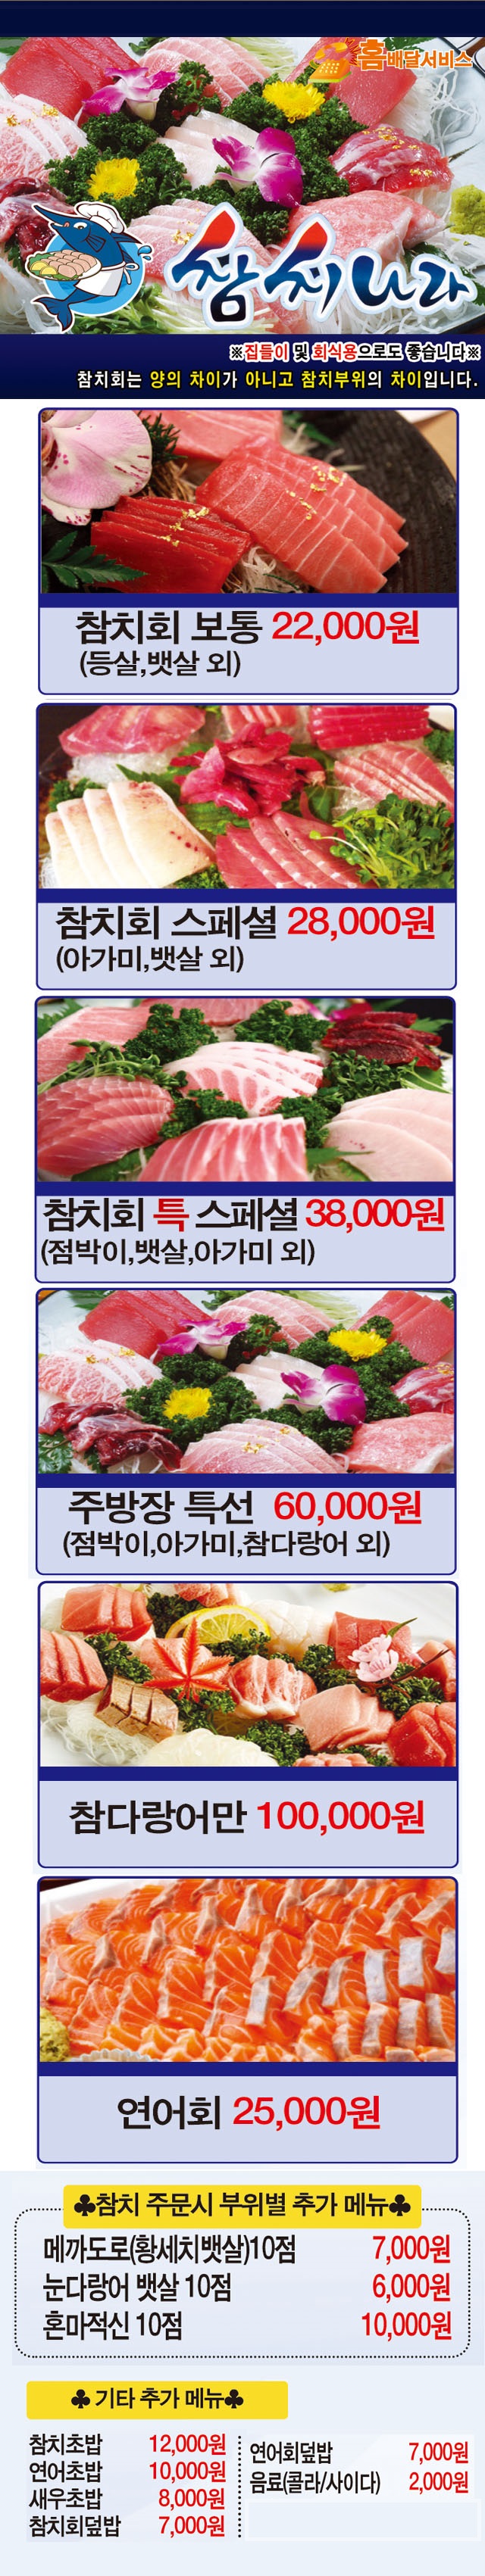 홈배달서비스
참치나라
※집들이 및 회식용으로도 좋습니다※
참치회는 양의 차이가 아니고 참치부위의 차이입니다.
참치회 보통 22,000원
(등살,뱃살 외)
참치회 스페셜 28,000원
(아가미,뱃살 외)
참치회 특 스페셜 38,000원
(점박이,뱃살,아가미 외)
주방장 특선 60,000원
(점박이,아가미,참다랑어 외)
참다랑어만 100,000원
연어회 25,000원
♣참치 주문시 부위별 추가 메뉴♣
메까도로(황세치뱃살)10점 7,000원
눈다랑어 뱃살 10점 6,000원
혼마적신 10점 10,000원
♣ 기타 추가 메뉴♣
참치초밥 12,000원
연어초밥 10,000원
새우초밥 8,000원
참치회덮밥 7,000원
연어회덮밥 7,000원
음료(콜라/사이다) 2,000원